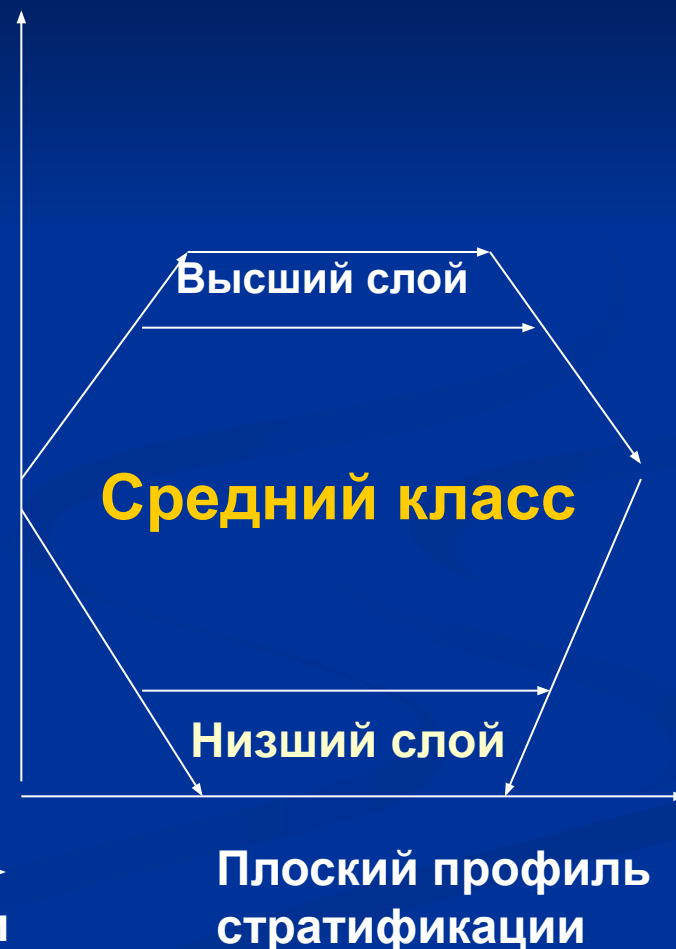 Высший слой
Средний класс
Низший слой
Плоский профиль
стратификации